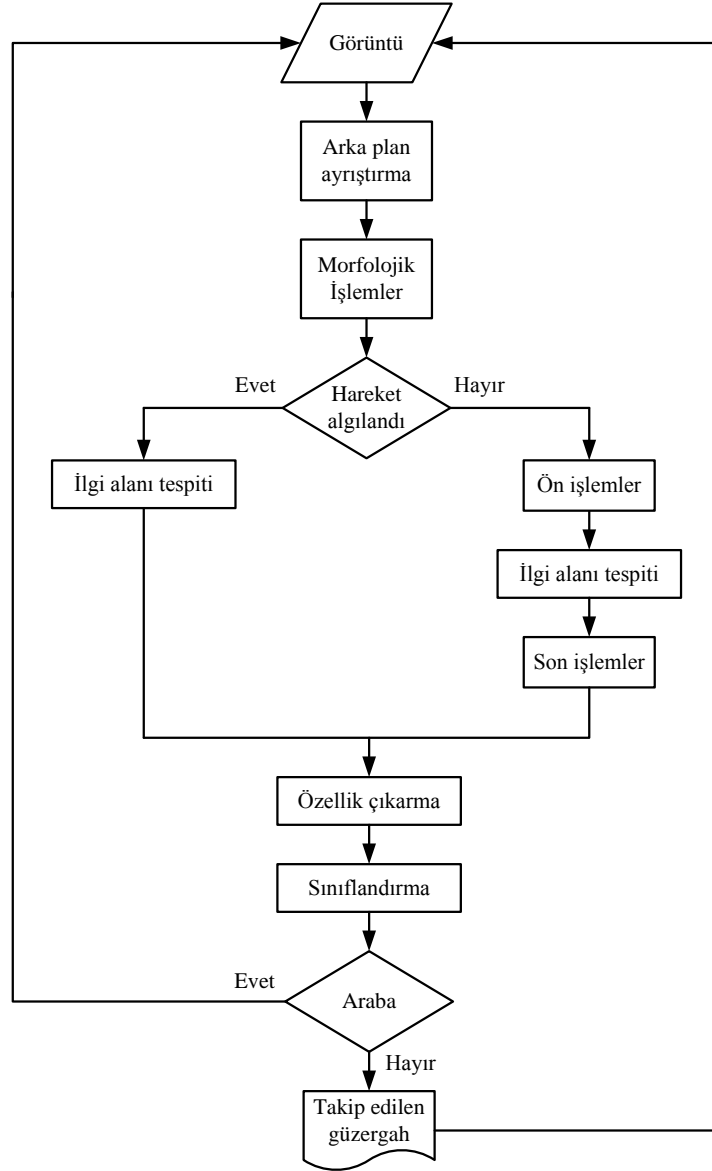 Görüntü
Arka plan
ayrıştırma
Morfolojik
İşlemler
Evet
Hareket
algılandı
Hayır
İlgi alanı tespiti
Ön işlemler
İlgi alanı tespiti
Son işlemler
Özellik çıkarma
Sınıflandırma
Evet
Araba
Hayır
Takip edilen
güzergah